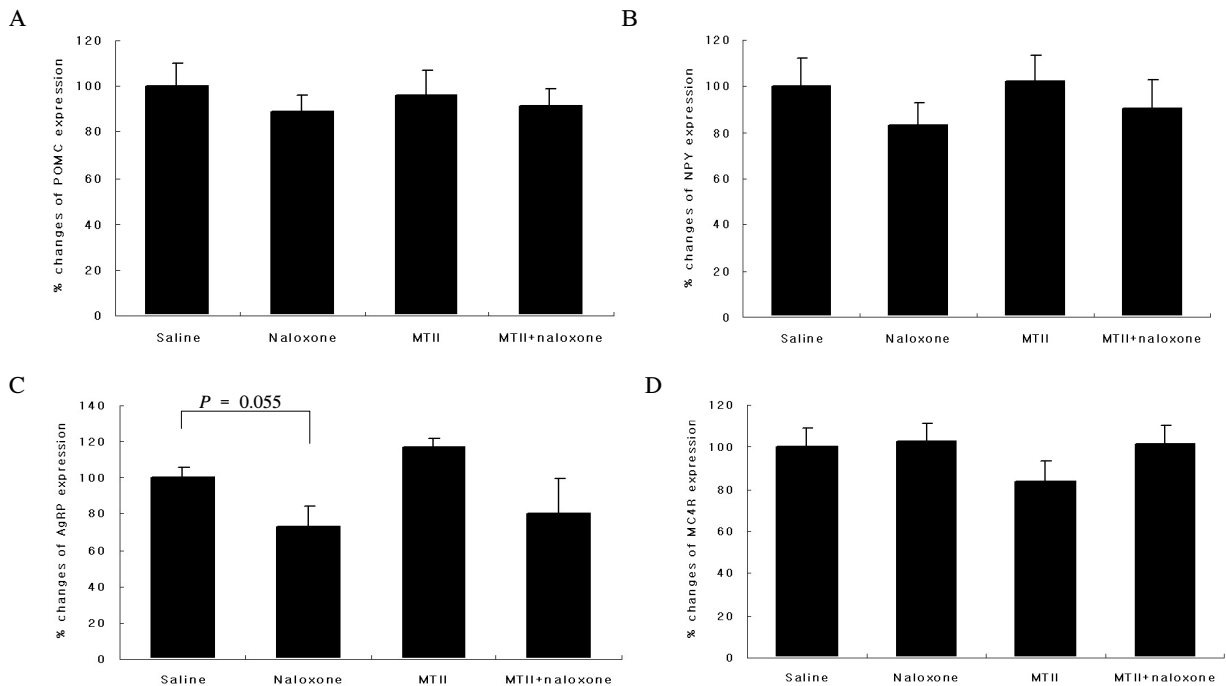 A
% changes of POMC expression
120
100
80
60
40
20
0
Saline
Naloxone
MTII
MTII+naloxone
B
% changes of NPY expression
120
100
80
60
40
20
0
Saline
Naloxone
MTII
MTII+naloxone
C
% changes of AgRP expression
140
120
100
80
60
40
20
0
P = 0.055
Saline
Naloxone
MTII
MTII+naloxone
D
% changes of MC4R expression
120
100
80
60
40
20
0
Saline
Naloxone
MTII
MTII+naloxone